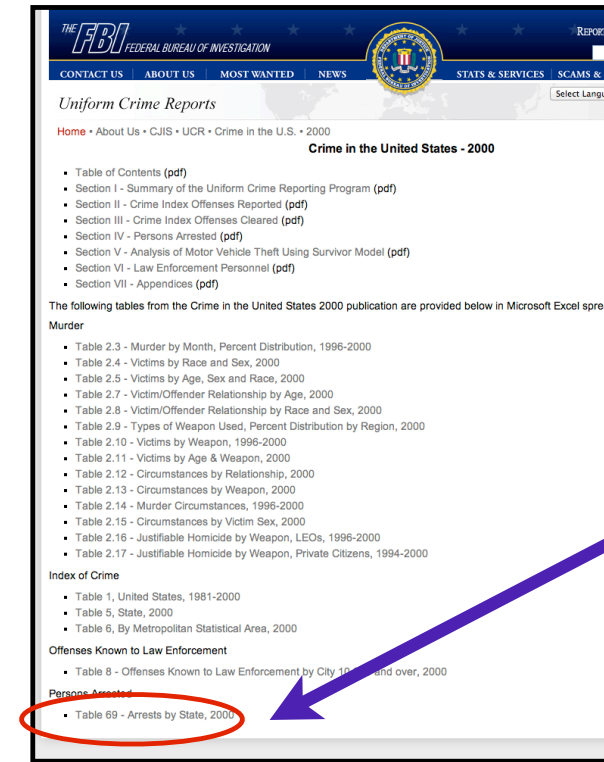 THE FBI FEDERAL BUREAU OF INVESTIGATION
REPORT
CONTACT US | ABOUT US | MOST WANTED | NEWS STATS & SERVICES | SCAMS &
Uniform Crime Reports
Select Langu
Home • About Us • CJIS • UCR • Crime in the U.S. • 2000
Crime in the United States - 2000
Table of Contents (pdf)
Section I - Summary of the Uniform Crime Reporting Program (pdf)
Section II - Crime Index Offenses Reported (pdf)
Section III - Crime Index Offenses Cleared (pdf)
Section IV - Persons Arrested (pdf)
Section V - Analysis of Motor Vehicle Theft Using Survivor Model (pdf)
Section VI - Law Enforcement Personnel (pdf)
Section VII - Appendices (pdf)
The following tables from the Crime in the United States 2000 publication are provided below in Microsoft Excel spre
Murder
Table 2.3 - Murder by Month, Percent Distribution, 1996-2000
Table 2.4 - Victims by Race and Sex, 2000
Table 2.5 - Victims by Age, Sex and Race, 2000
Table 2.7 - Victim/Offender Relationship by Age, 2000
Table 2.8 - Victim/Offender Relationship by Race and Sex, 2000
Table 2.9 - Types of Weapon Used, Percent Distribution by Region, 2000
Table 2.10 - Victims by Weapon, 1996-2000
Table 2.11 - Victims by Age & Weapon, 2000
Table 2.12 - Circumstances by Relationship, 2000
Table 2.13 - Circumstances by Weapon, 2000
Table 2.14 - Murder Circumstances, 1996-2000
Table 2.15 - Circumstances by Victim Sex, 2000
Table 2.16 - Justifiable Homicide by Weapon, LEOs, 1996-2000
Table 2.17 - Justifiable Homicide by Weapon, Private Citizens, 1994-2000
Index of Crime
Table 1, United States, 1981-2000
Table 5, State, 2000
Table 6, By Metropolitan Statistical Area, 2000
Offenses Known to Law Enforcement
Table 8 - Offenses Known to Law Enforcement by City and over, 2000
Persons Arrested
Table 69 - Arrests by State, 2000